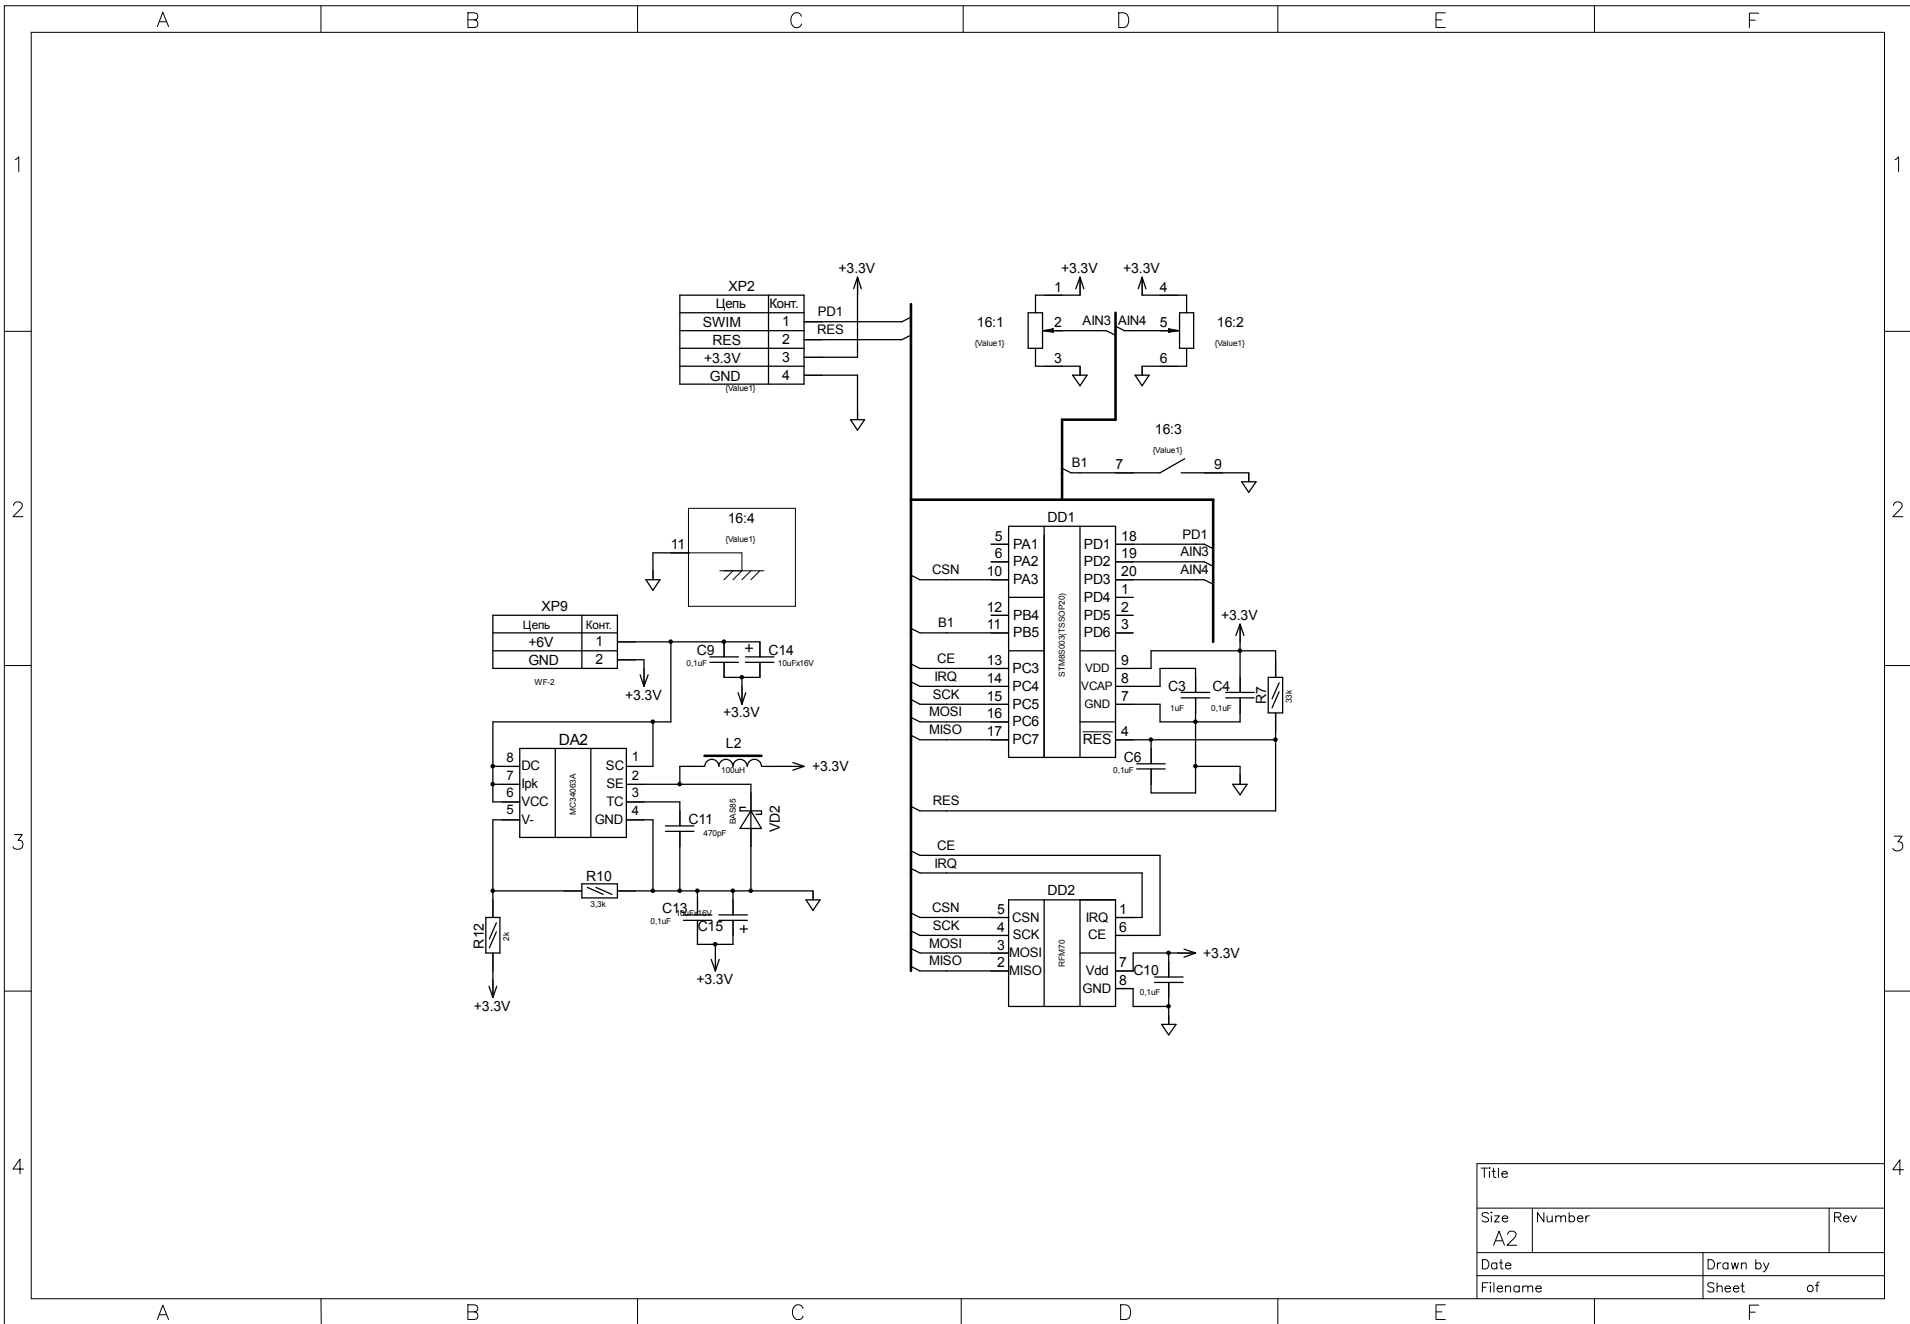 A B C D E F
1 1
+3.3V +3.3V +3.3V
XP2
Цепь Конт.
SWIM 1 PD1
RES 2 RES
+3.3V 3
GND 4
{Value1}
1 4
16:1 2 AIN3 AIN4 5 16:2
{Value1} {Value1}
3 6
16:3
{Value1}
B1 7 9
2 2
16:4
{Value1}
11
DD1
STM8S003(TSSOP20)
5 PA1 PD1 18 PD1
6 PA2 PD2 19 AIN3
CSN 10 PA3 PD3 20 AIN4
PD4 1
12 PB4 PD5 2
B1 11 PB5 PD6 3
+3.3V
CE 13 PC3 VDD 9
IRQ 14 PC4 VCAP 8
SCK 15 PC5 GND 7
MOSI 16 PC6
MISO 17 PC7 RES 4
C3 1uF
C4 0,1uF
R7 33k
C6 0,1uF
RES
XP9
Цепь Конт.
+6V 1
GND 2
WF-2
+3.3V
C9 0,1uF
+ C14 10uFx16V
+3.3V
DA2
MC34063A
8 DC SC 1
7 Ipk SE 2
6 VCC TC 3
5 V- GND 4
L2
100uH
+3.3V
C11 470pF
BAS85 VD2
3 3
R10
3,3k
R12 2k
+3.3V
C13 0,1uF
10uFx16V
C15 +
+3.3V
CE
IRQ
DD2
RFM70
CSN 5 CSN IRQ 1
SCK 4 SCK CE 6
MOSI 3 MOSI
MISO 2 MISO Vdd 7
GND 8
C10 0,1uF
+3.3V
4 4
Title
Size Number Rev
A2
Date Drawn by
Filename Sheet of
A B C D E F